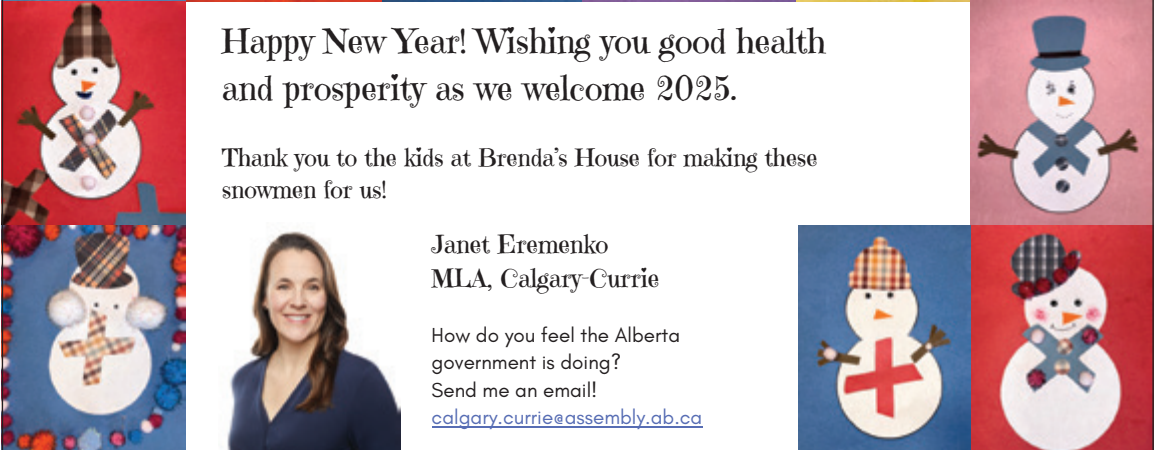 Happy New Year! Wishing you good health
and prosperity as we welcome 2025.
Thank you to the kids at Brenda's House for making these
snowmen for us!
Janet Eremenko
MLA, Calgary-Currie
How do you feel the Alberta
government is doing?
Send me an email!
calgary.currie@assembly.ab.ca